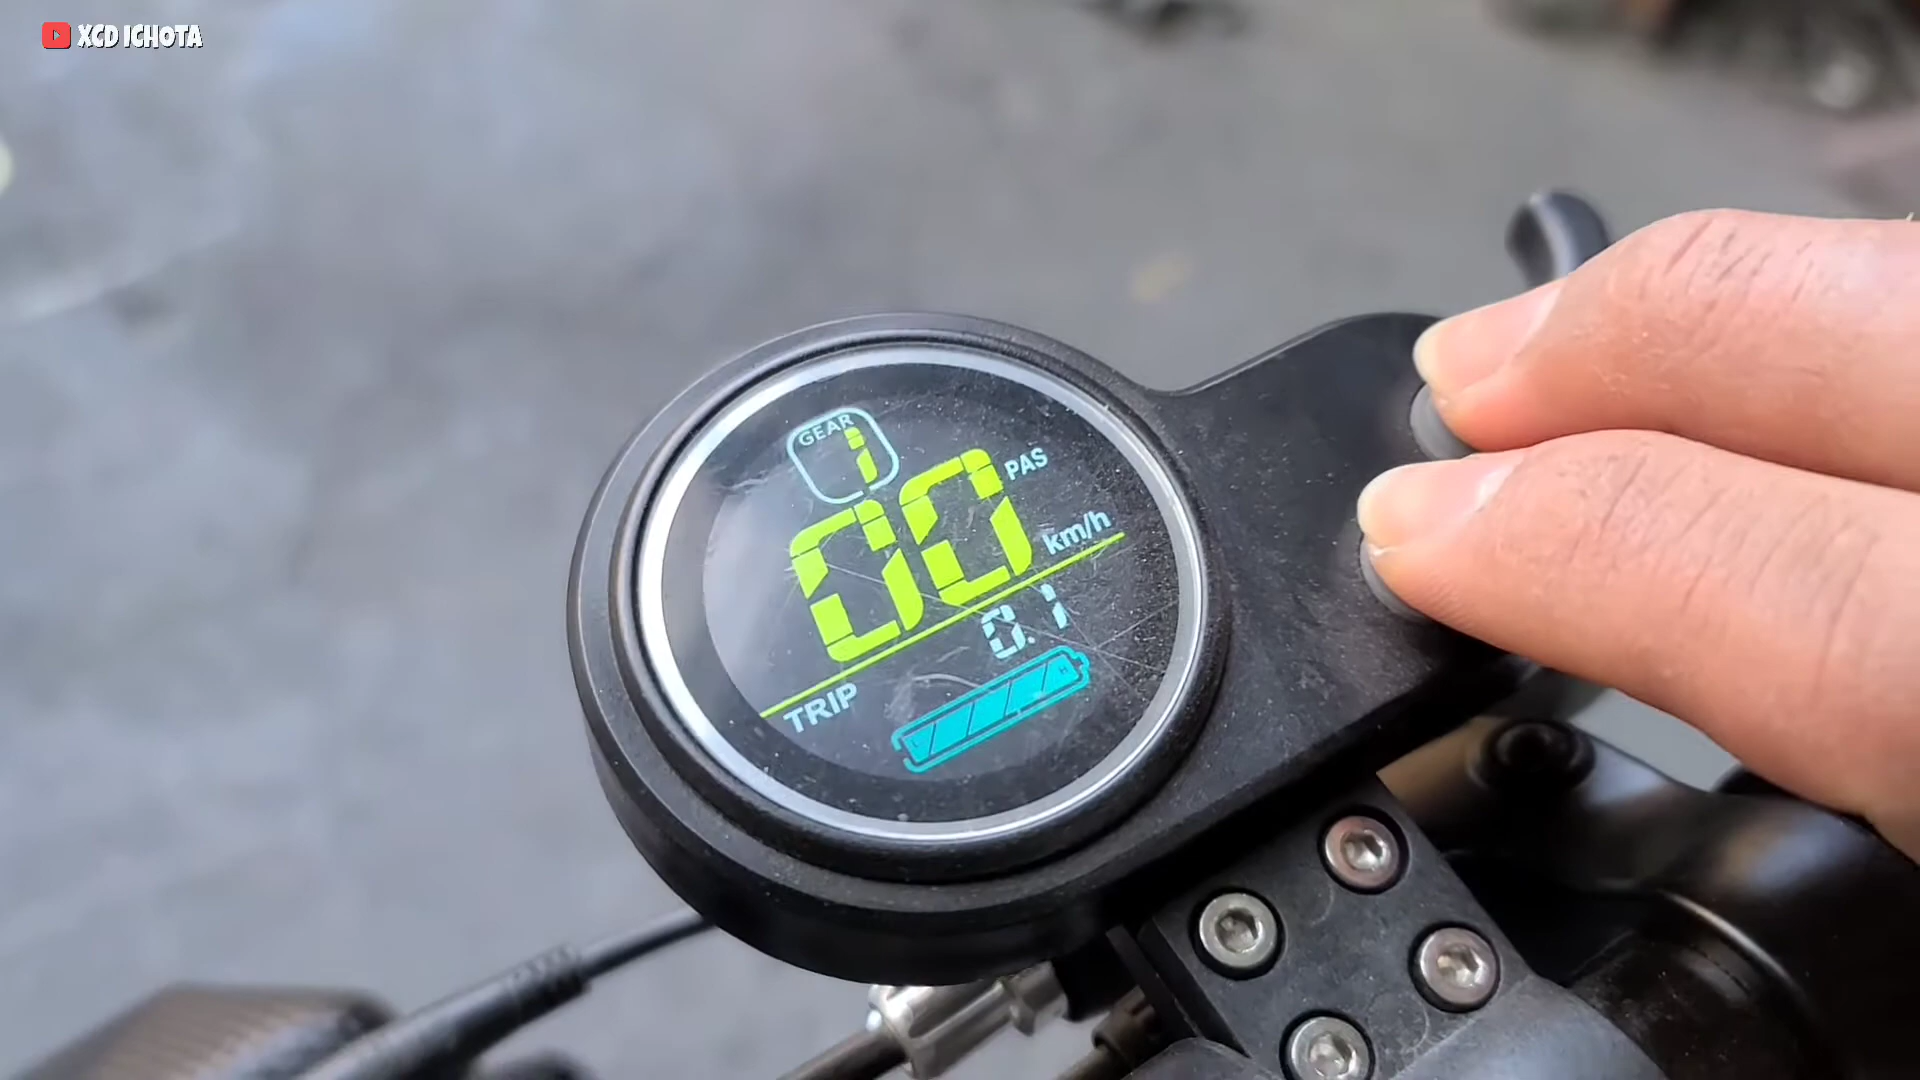 XCD ICHOTA
GEAR
1
00
PAS
km/h
0.1
TRIP